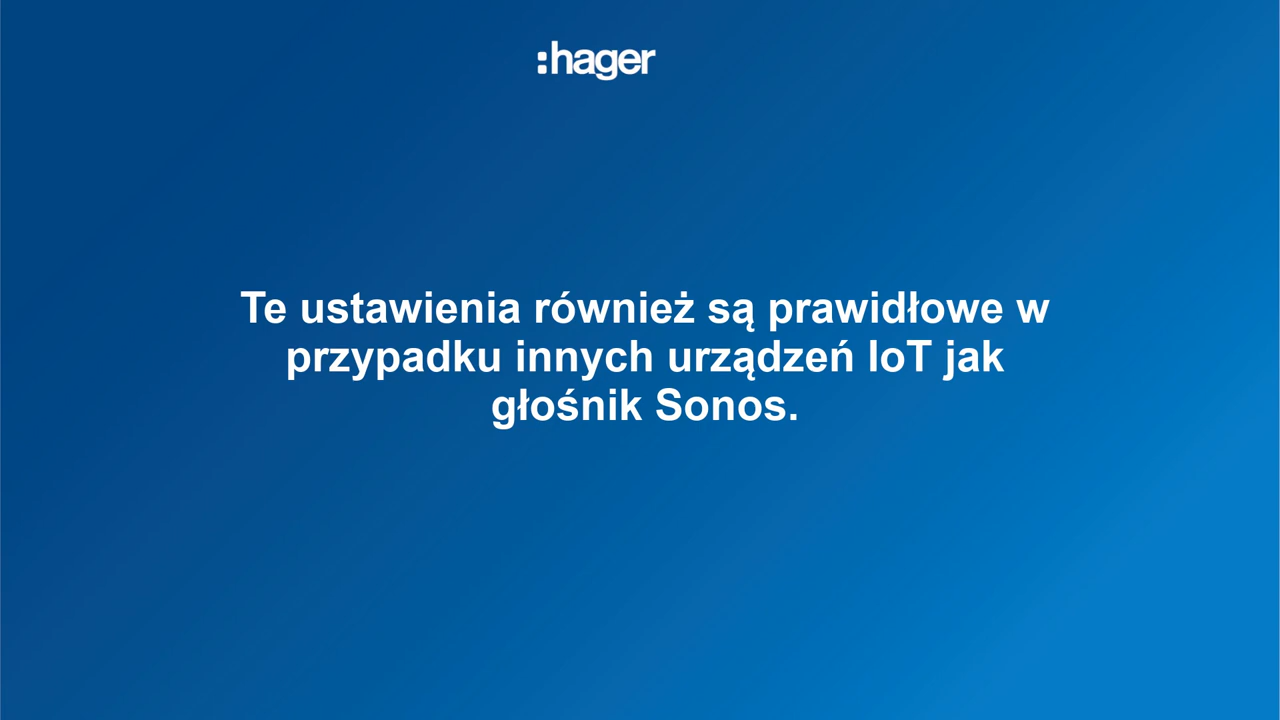 :hager
Te ustawienia również są prawidłowe w
przypadku innych urządzeń IoT jak
głośnik Sonos.